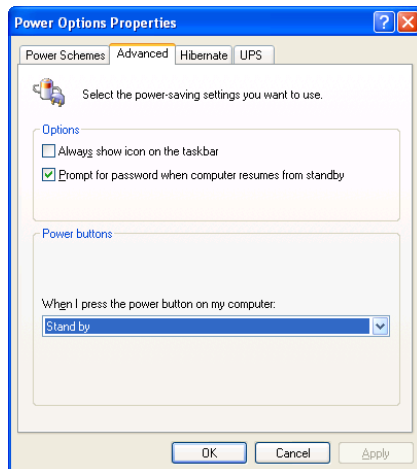 Power Options Properties
Power Schemes Advanced Hibernate UPS
Select the power-saving settings you want to use.
Options
Always show icon on the taskbar
Prompt for password when computer resumes from standby
Power buttons
When I press the power button on my computer:
Stand by
OK Cancel Apply